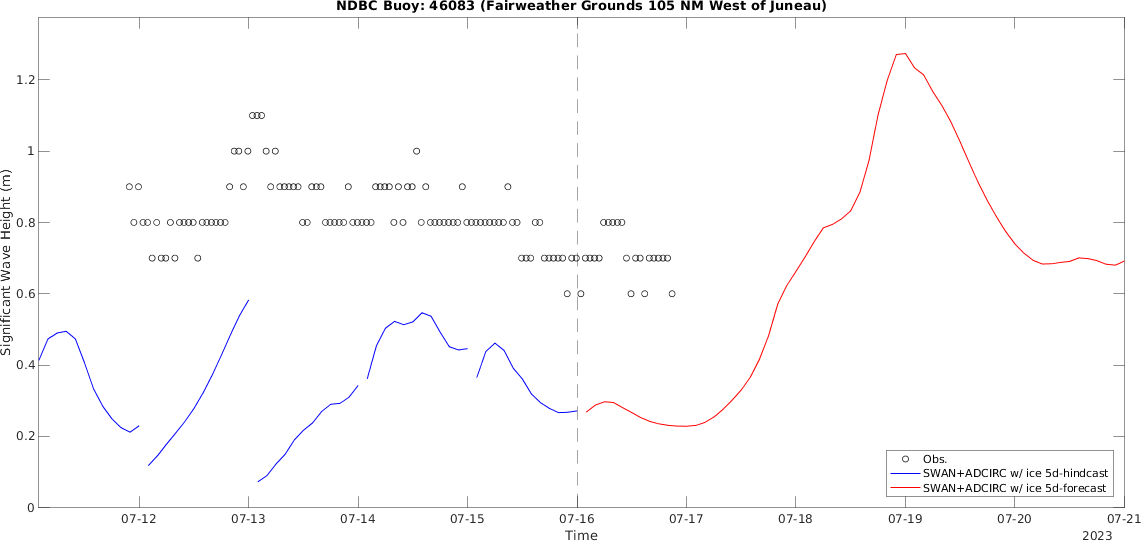 NDBC Buoy: 46083 (Fairweather Grounds 105 NM West of Juneau)
Significant Wave Height (m)
1.2
1
0.8
0.6
0.4
0.2
0
Obs.
SWAN+ADCIRC w/ ice 5d-hindcast
SWAN+ADCIRC w/ ice 5d-forecast
07-12 07-13 07-14 07-15 07-16 07-17 07-18 07-19 07-20 07-21
Time
2023